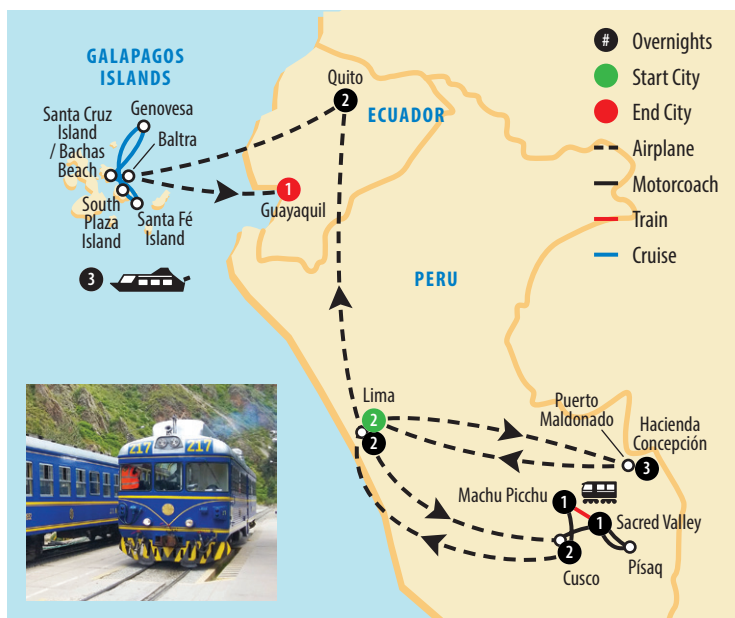 GALAPAGOS
ISLANDS
Santa Cruz
Island
/ Bachas
Beach
Genovesa
Baltra
South
Plaza
Island
Santa Fé
Island
3
Quito
2
ECUADOR
1
Guayaquil
PERU
Lima
2
2
Puerto
Maldonado
Hacienda
Concepción
3
Machu Picchu
1
1
Sacred Valley
2
Cusco
Písaq
# Overnights
Start City
End City
Airplane
Motorcoach
Train
Cruise
217
217